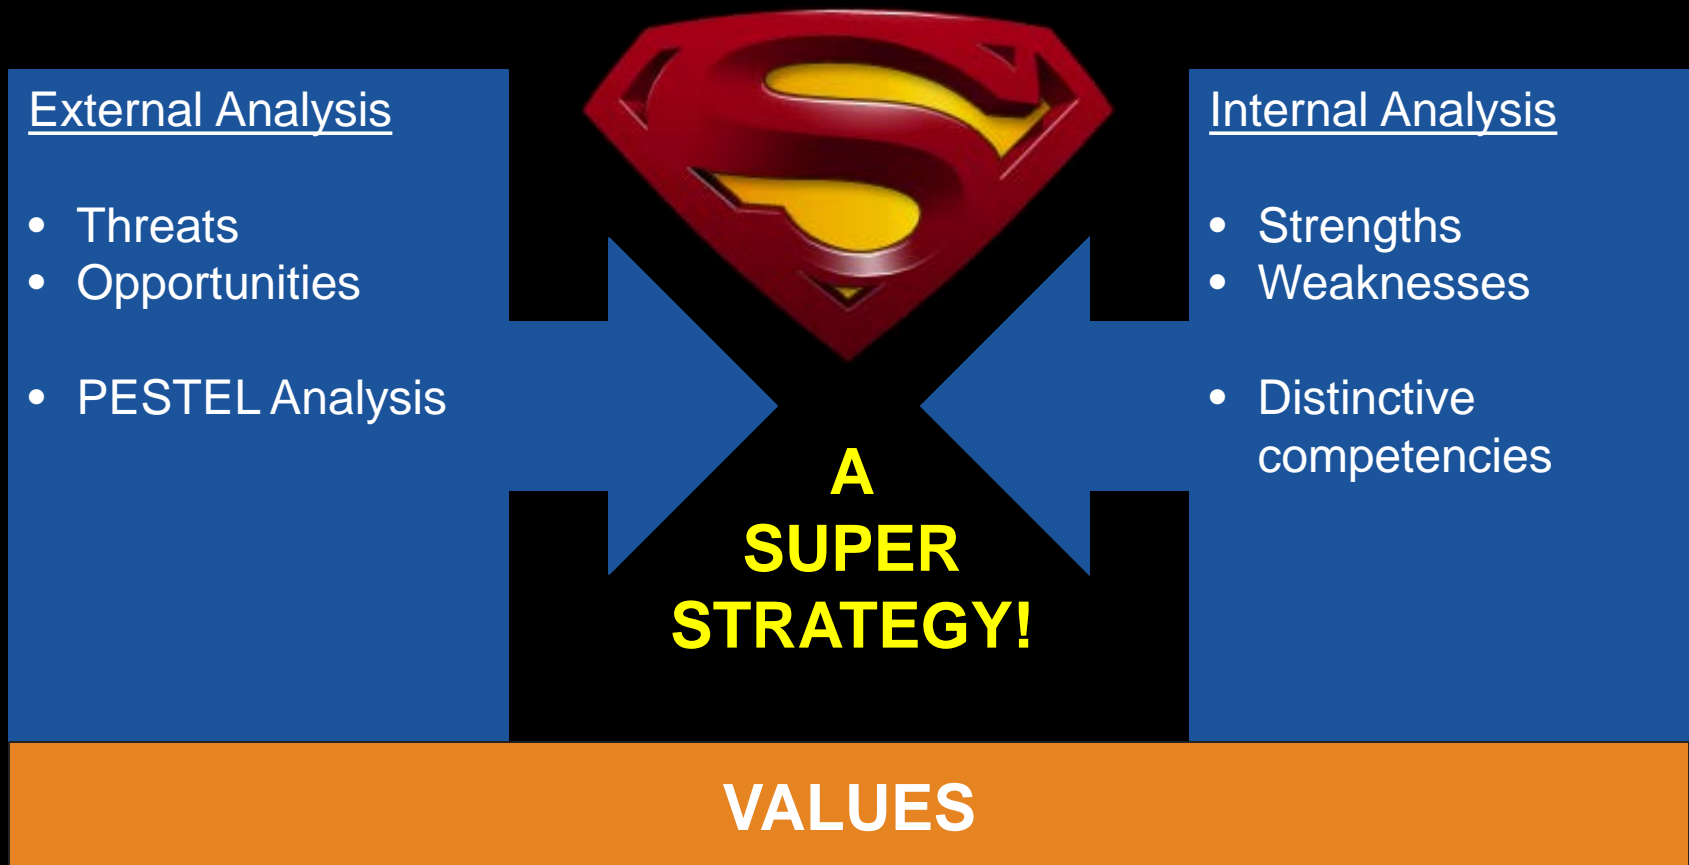 External Analysis
• Threats
• Opportunities
• PESTEL Analysis
S
A
SUPER
STRATEGY!
Internal Analysis
• Strengths
• Weaknesses
• Distinctive
competencies
VALUES